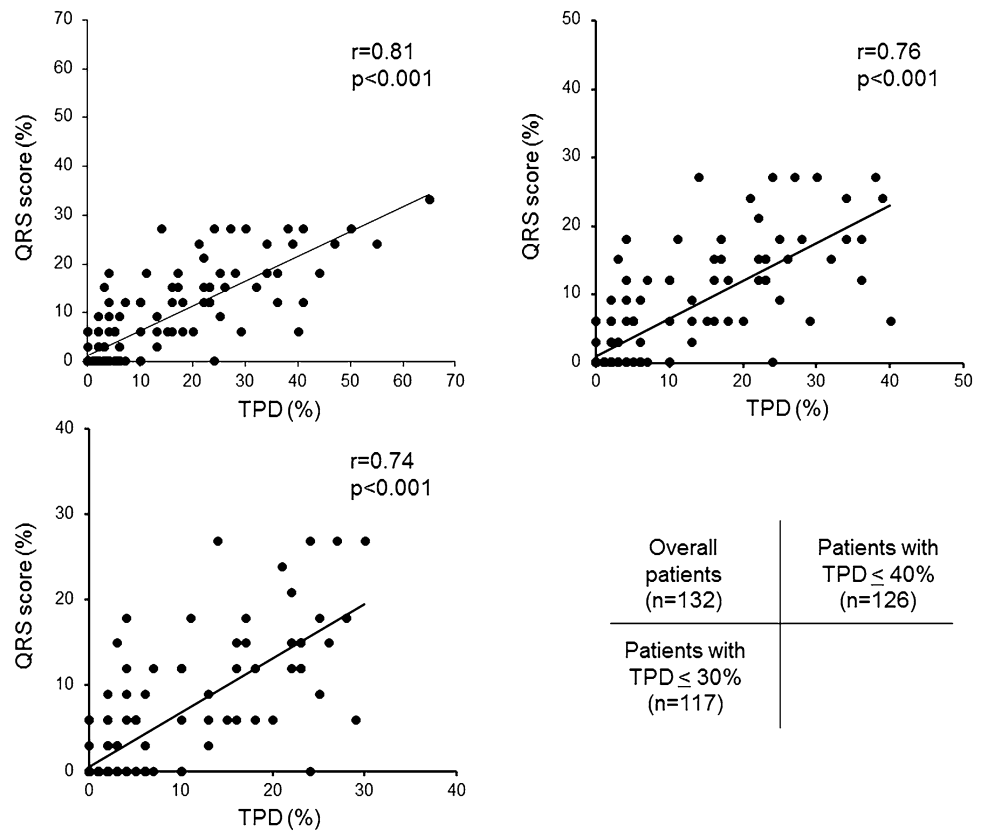 70
60
50
40
30
20
10
0
QRS score (%)
r=0.81
p<0.001
0 10 20 30 40 50 60 70
TPD (%)
50
40
30
20
10
0
QRS score (%)
r=0.76
p<0.001
0 10 20 30 40 50
TPD (%)
40
30
20
10
0
QRS score (%)
r=0.74
p<0.001
0 10 20 30 40
TPD (%)
Overall
patients
(n=132)
Patients with
TPD ≤ 40%
(n=126)
Patients with
TPD ≤ 30%
(n=117)